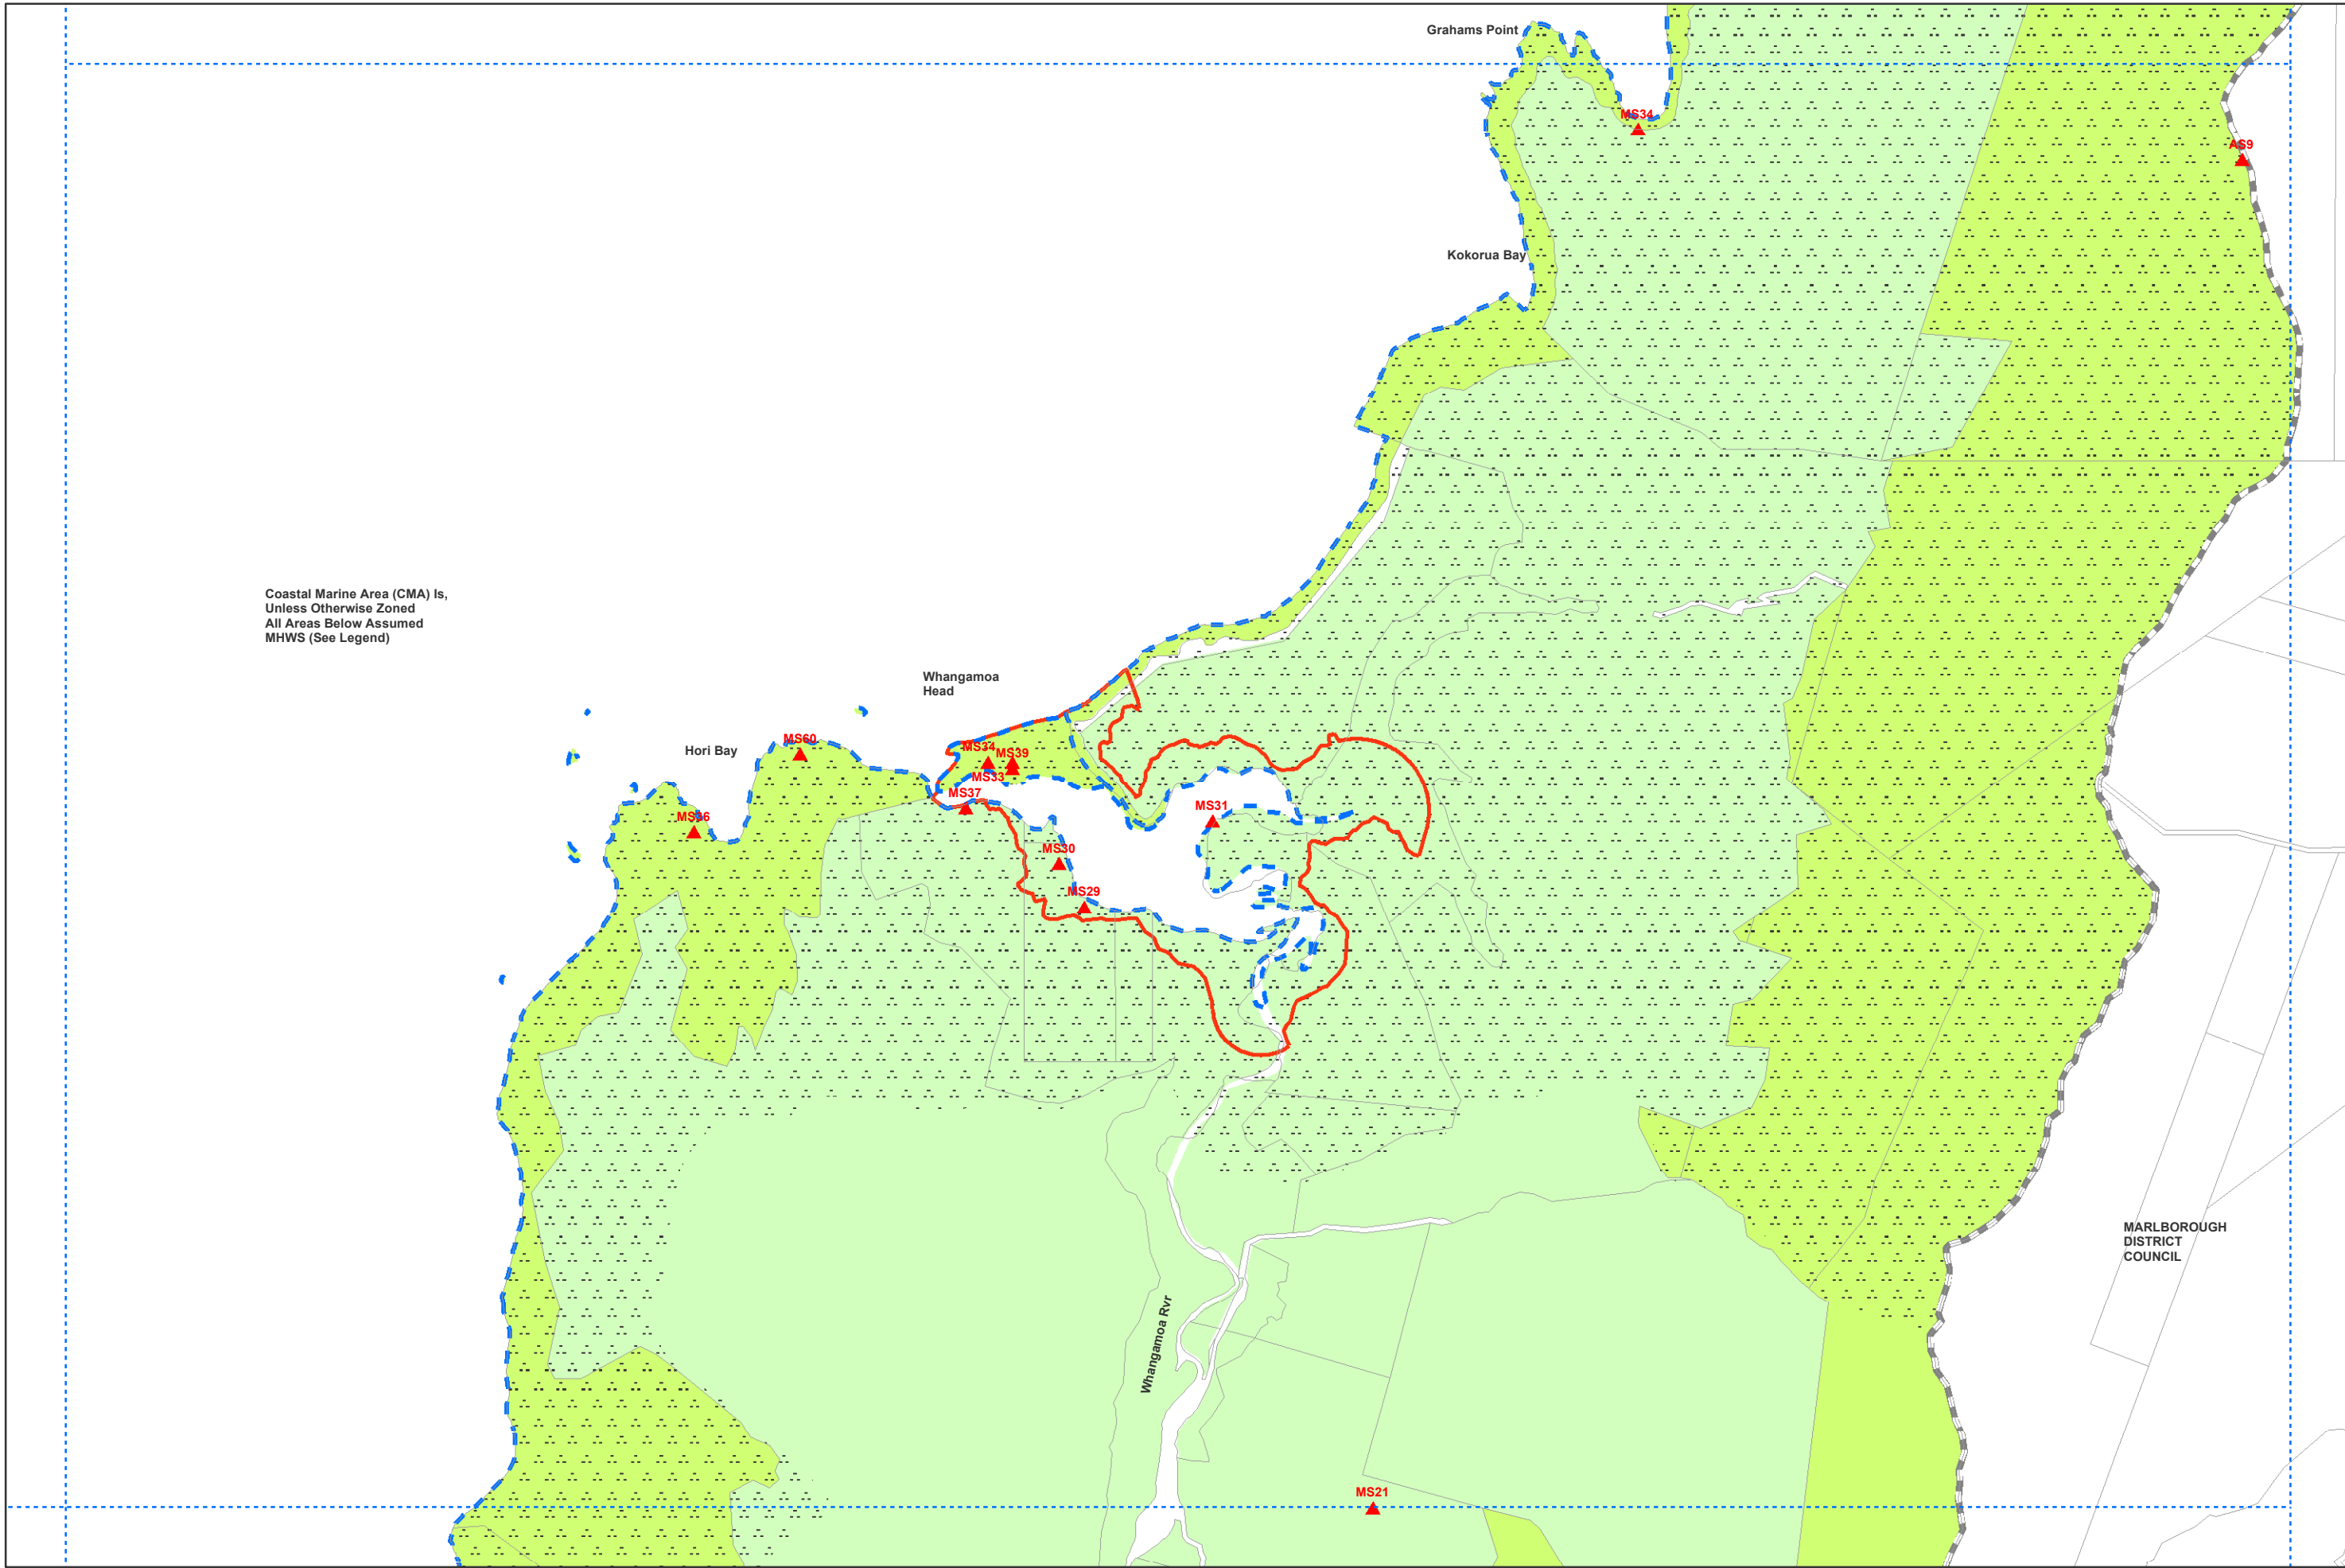 Grahams Point
MS34
AS9
Kokorua Bay
Coastal Marine Area (CMA) Is,
Unless Otherwise Zoned
All Areas Below Assumed
MHWS (See Legend)
Whangamoa
Head
Hori Bay
MS60
MS34
MS39
MS33
MS37
MS31
MS30
MS29
MARLBOROUGH
DISTRICT
COUNCIL
Whangamoa Rvr
MS21